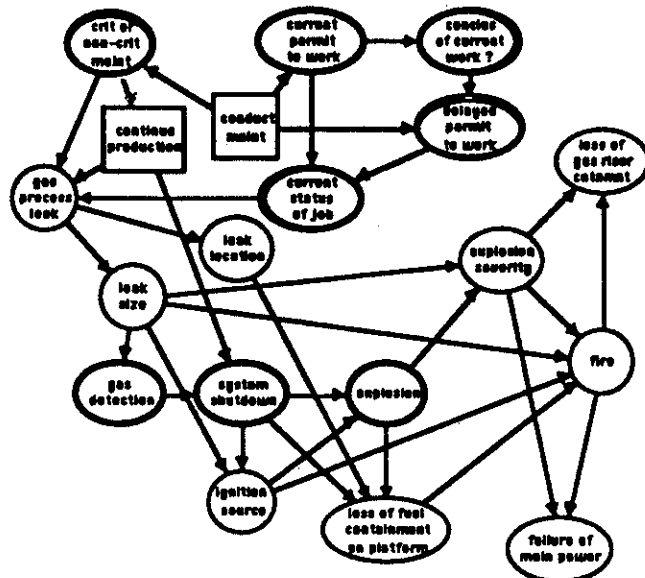 crit or
non-crit
maint
current
permit
to work
conclus
of current
work ?
continue
production
conduct
maint
delayed
permit
to work
loss of
gas riser
catnmnt
gas
process
leak
current
status
of job
leak
location
explosion
severity
leak
size
fire
gas
detection
system
shutdown
explosion
ignition
source
loss of fuel
containment
on platform
failure of
main power